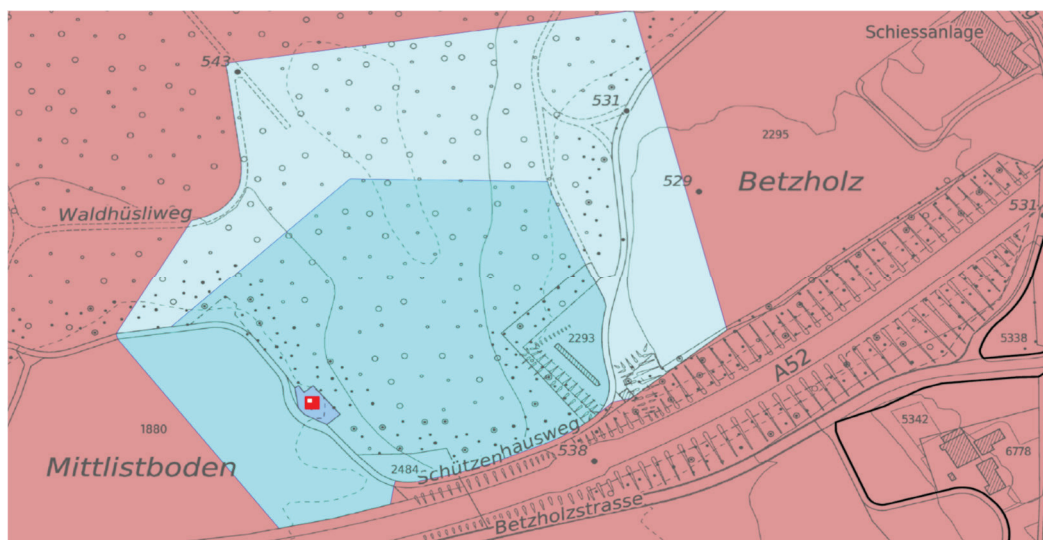 Schiessanlage
543
531
2295
529
Betzholz
Waldhüsliweg
531
2293
5338
A52
1880
5342
Mittlistboden
2484
Schützenhausweg
538
6778
Betzholzstrasse